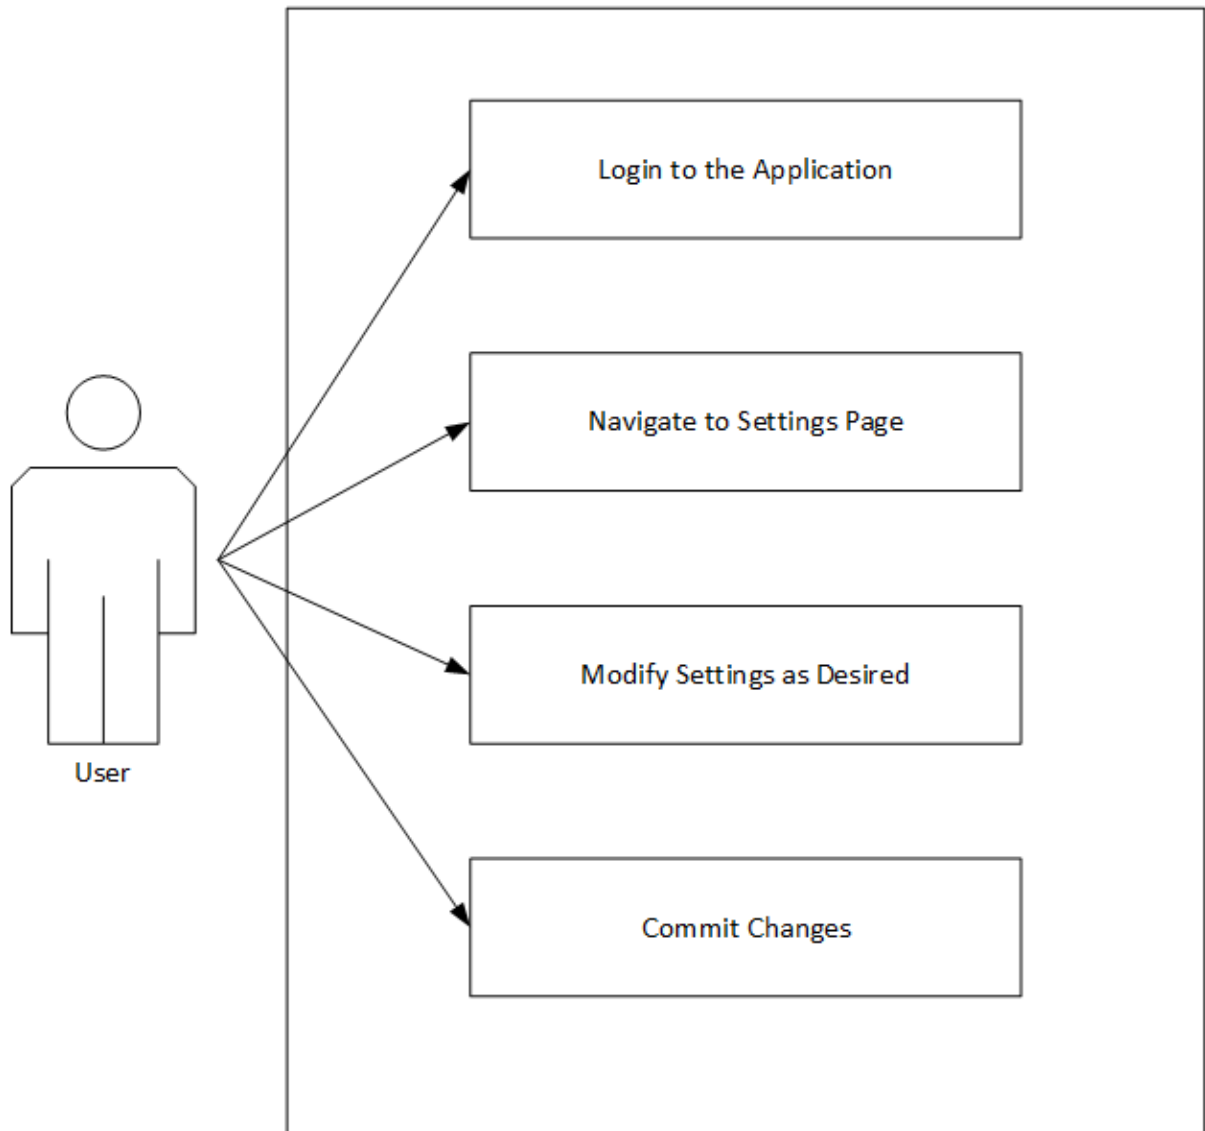 Login to the Application
Navigate to Settings Page
Modify Settings as Desired
User
Commit Changes